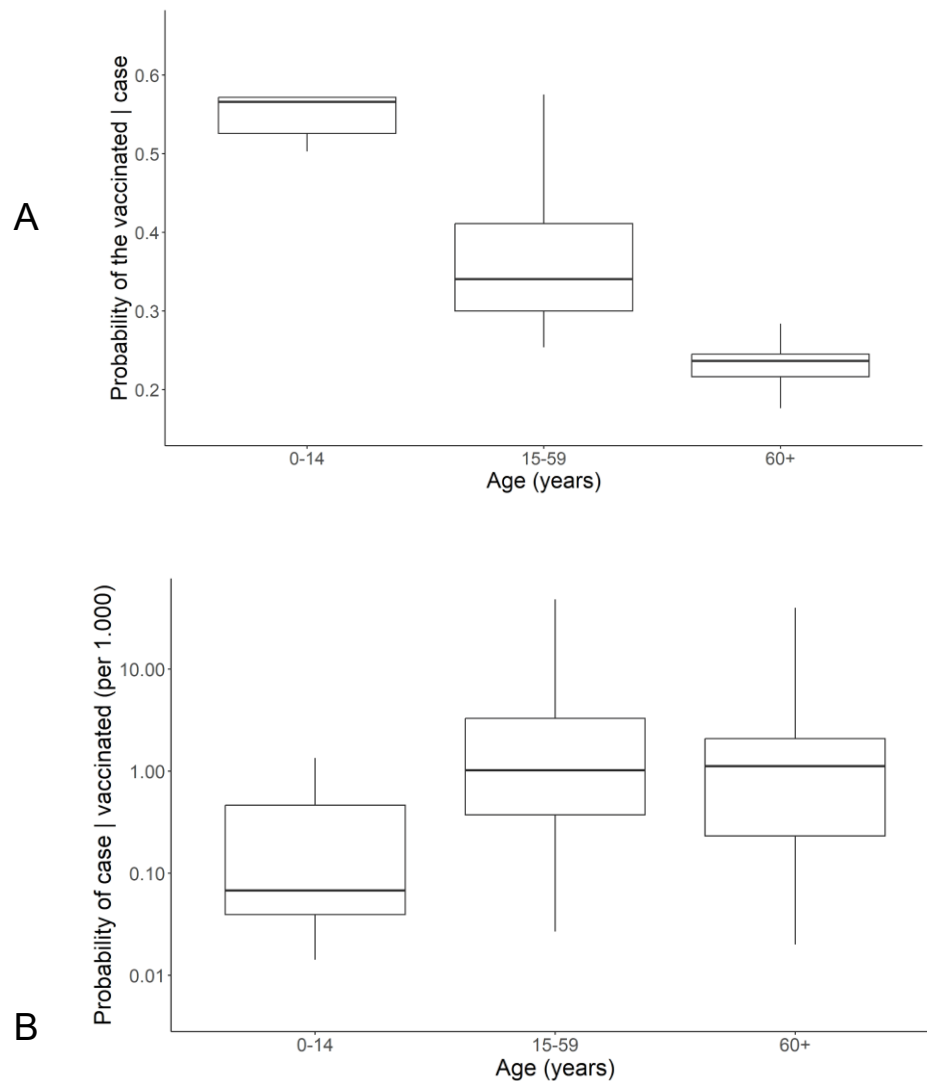 A
Probability of the vaccinated | case
0.6
0.5
0.4
0.3
0.2
0-14 15-59 60+
Age (years)
B
Probability of case | vaccinated (per 1.000)
10.00
1.00
0.10
0.01
0-14 15-59 60+
Age (years)